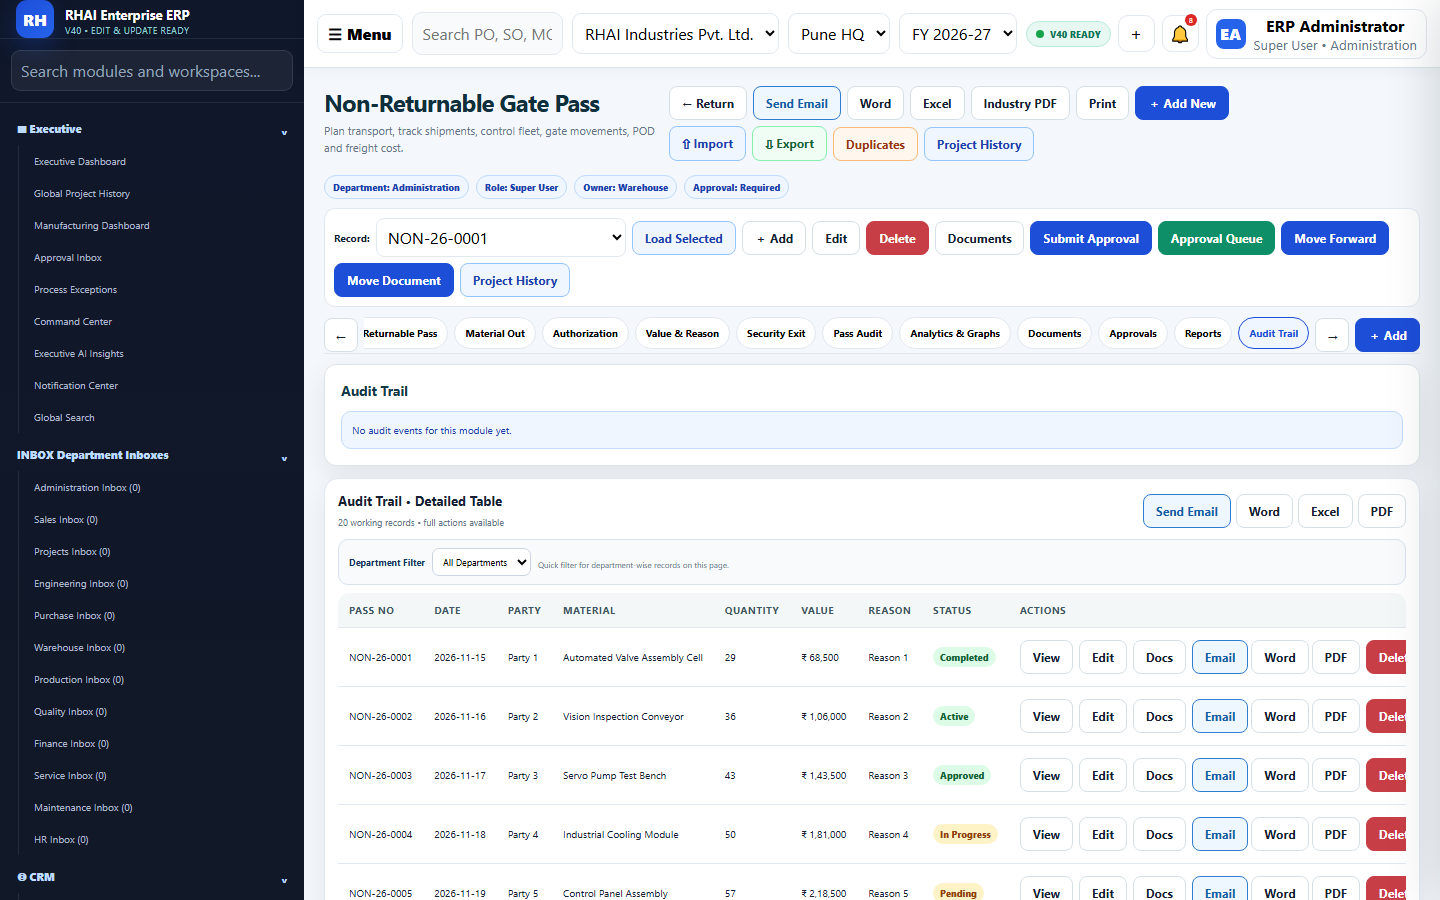 RH
RHAI Enterprise ERP
V40 • EDIT & UPDATE READY
Search modules and workspaces...
Executive
Executive Dashboard
Global Project History
Manufacturing Dashboard
Approval Inbox
Process Exceptions
Command Center
Executive AI Insights
Notification Center
Global Search
INBOX Department Inboxes
Administration Inbox (0)
Sales Inbox (0)
Projects Inbox (0)
Engineering Inbox (0)
Purchase Inbox (0)
Warehouse Inbox (0)
Production Inbox (0)
Quality Inbox (0)
Finance Inbox (0)
Service Inbox (0)
Maintenance Inbox (0)
HR Inbox (0)
CRM
☰ Menu
Search PO, SO, MO
RHAI Industries Pvt. Ltd.
Pune HQ
FY 2026-27
V40 READY
+
8
EA
ERP Administrator
Super User • Administration
Non-Returnable Gate Pass
Plan transport, track shipments, control fleet, gate movements, POD
and freight cost.
← Return
Send Email
Word
Excel
Industry PDF
Print
+ Add New
⇧ Import
⇩ Export
Duplicates
Project History
Department: Administration
Role: Super User
Owner: Warehouse
Approval: Required
Record:
NON-26-0001
Load Selected
+ Add
Edit
Delete
Documents
Submit Approval
Approval Queue
Move Forward
Move Document
Project History
←
Returnable Pass
Material Out
Authorization
Value & Reason
Security Exit
Pass Audit
Analytics & Graphs
Documents
Approvals
Reports
Audit Trail
→
+ Add
Audit Trail
No audit events for this module yet.
Audit Trail • Detailed Table
20 working records • full actions available
Send Email
Word
Excel
PDF
Department Filter
All Departments
Quick filter for department-wise records on this page.
PASS NO DATE PARTY MATERIAL QUANTITY VALUE REASON STATUS ACTIONS
NON-26-0001 2026-11-15 Party 1 Automated Valve Assembly Cell 29 ₹ 68,500 Reason 1 Completed View Edit Docs Email Word PDF Delet
NON-26-0002 2026-11-16 Party 2 Vision Inspection Conveyor 36 ₹ 1,06,000 Reason 2 Active View Edit Docs Email Word PDF Delet
NON-26-0003 2026-11-17 Party 3 Servo Pump Test Bench 43 ₹ 1,43,500 Reason 3 Approved View Edit Docs Email Word PDF Delet
NON-26-0004 2026-11-18 Party 4 Industrial Cooling Module 50 ₹ 1,81,000 Reason 4 In Progress View Edit Docs Email Word PDF Delet
NON-26-0005 2026-11-19 Party 5 Control Panel Assembly 57 ₹ 2,18,500 Reason 5 Pending View Edit Docs Email Word PDF Delet